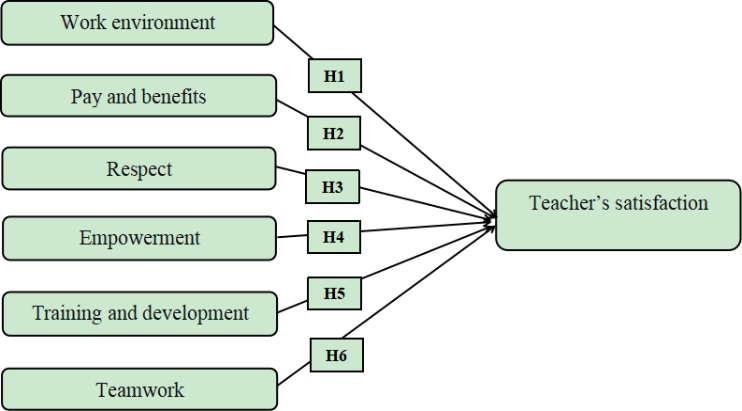 Work environment
H1
Pay and benefits
H2
Respect
H3
Teacher’s satisfaction
Empowerment
H4
Training and development
H5
Teamwork
H6